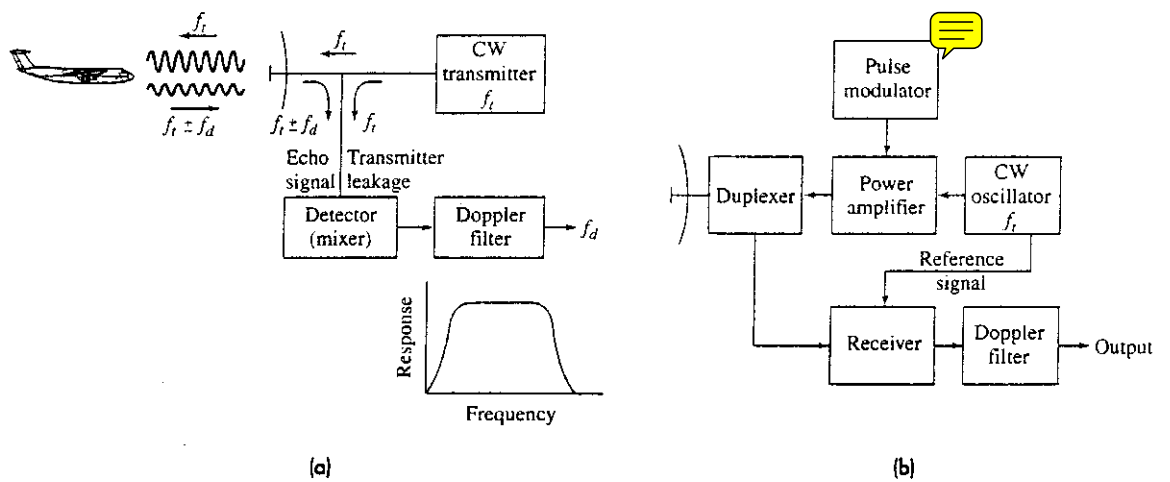 f_t
f_t ± f_d
f_t
CW
transmitter
f_t
f_t ± f_d
f_t
Echo
signal
Transmitter
leakage
Detector
(mixer)
Doppler
filter
f_d
Response
Frequency
(a)
Pulse
modulator
Duplexer
Power
amplifier
CW
oscillator
f_t
Reference
signal
Receiver
Doppler
filter
Output
(b)